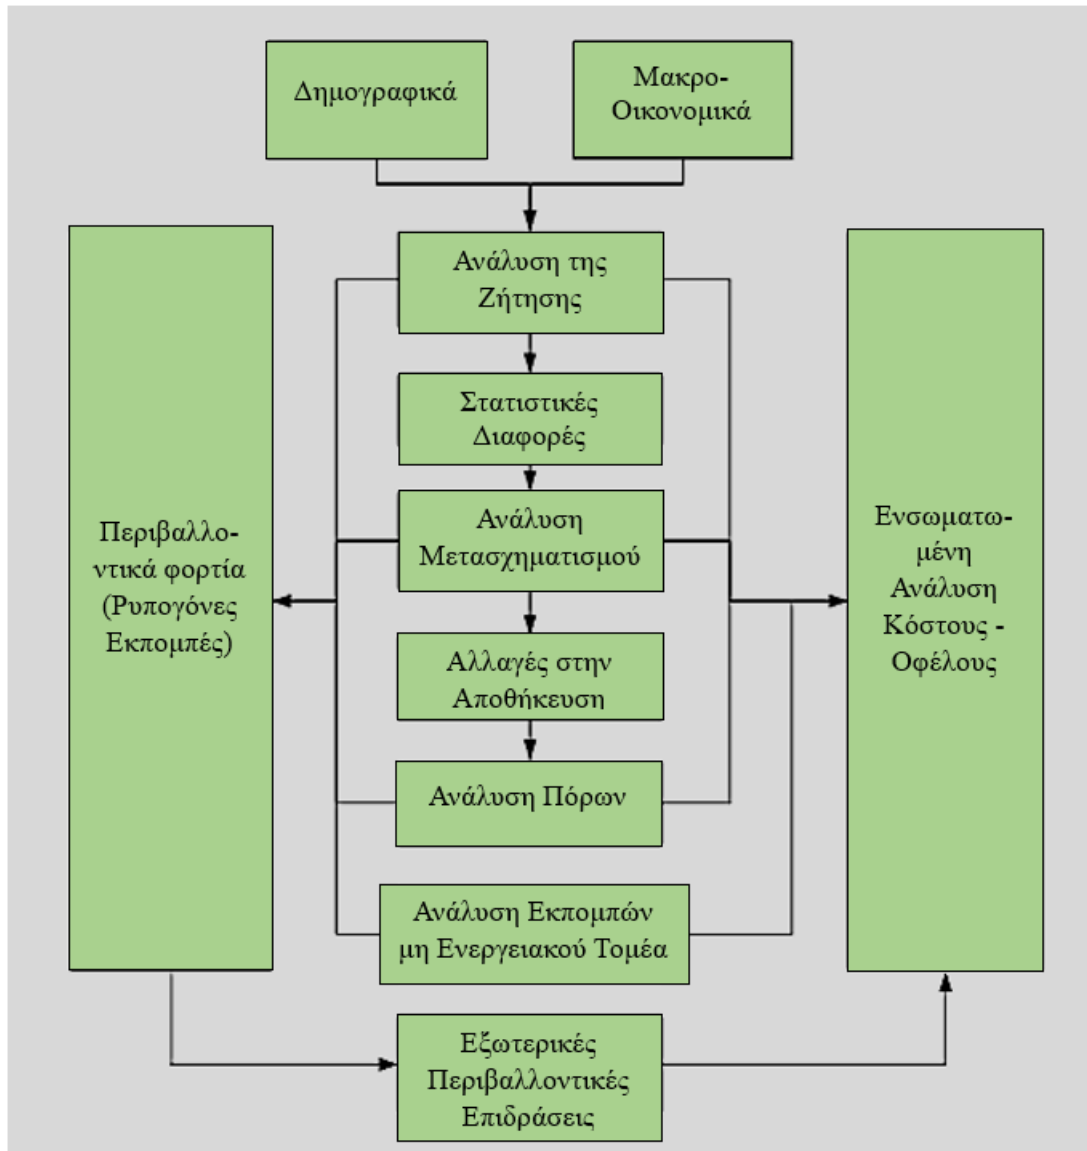 Δημογραφικά
Μακρο-
Οικονομικά
Ανάλυση της
Ζήτησης
Στατιστικές
Διαφορές
Ανάλυση
Μετασχηματισμού
Αλλαγές στην
Αποθήκευση
Ανάλυση Πόρων
Ανάλυση Εκπομπών
μη Ενεργειακού Τομέα
Περιβαλλο-
ντικά φορτία
(Ρυπογόνες
Εκπομπές)
Ενσωματω-
μένη
Ανάλυση
Κόστους -
Οφέλους
Εξωτερικές
Περιβαλλοντικές
Επιδράσεις